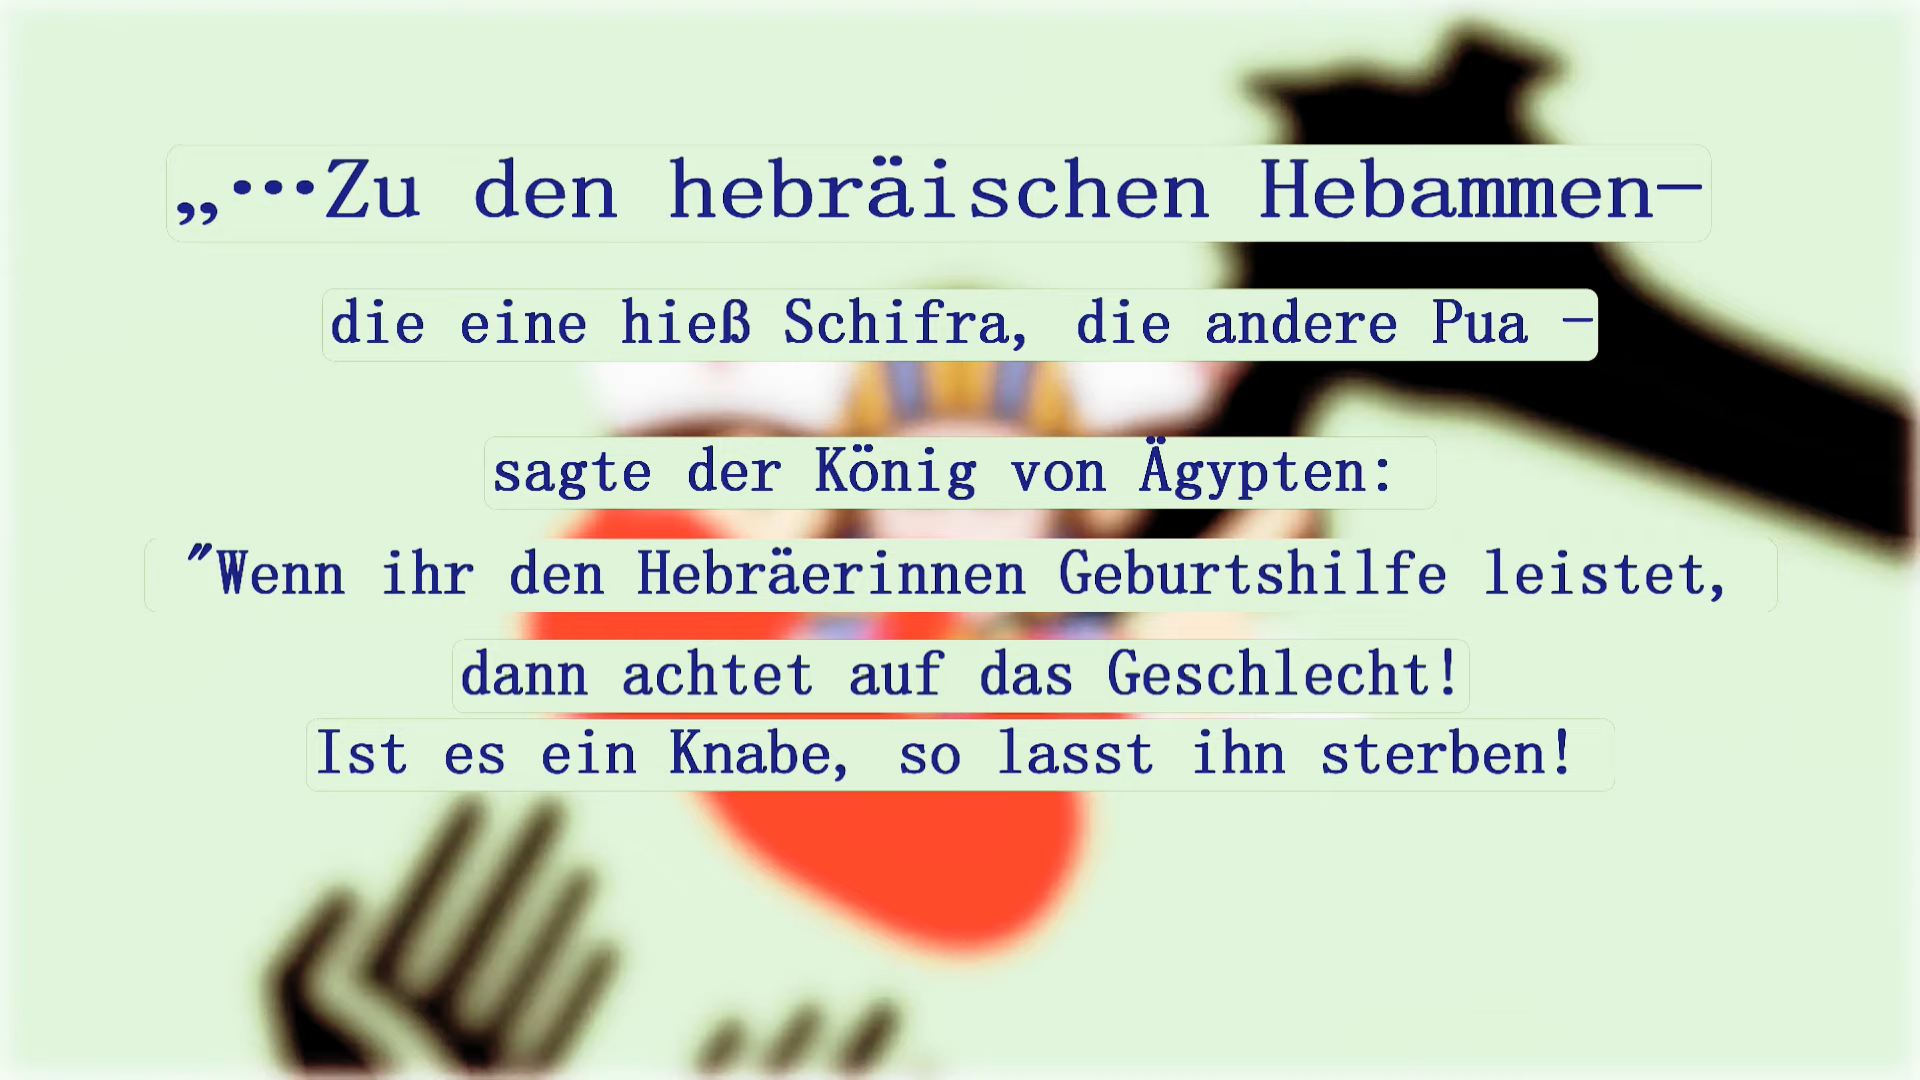 „…Zu den hebräischen Hebammen—
die eine hieß Schifra, die andere Pua —
sagte der König von Ägypten:
"Wenn ihr den Hebräerinnen Geburtshilfe leistet,
dann achtet auf das Geschlecht!
Ist es ein Knabe, so lasst ihn sterben!